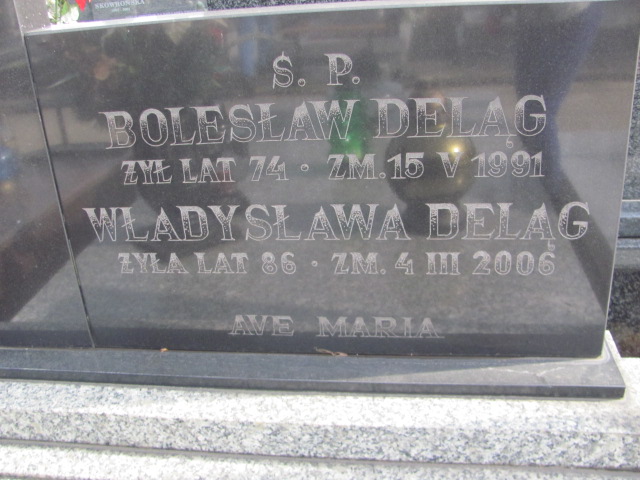 SKOWROŃSKA
Ś. P.
BOLESŁAW DELĄG
ŻYŁ LAT 74 · ZM. 15 V 1991
WŁADYSŁAWA DELĄG
ŻYŁA LAT 86 · ZM. 4 III 2006
AVE MARIA